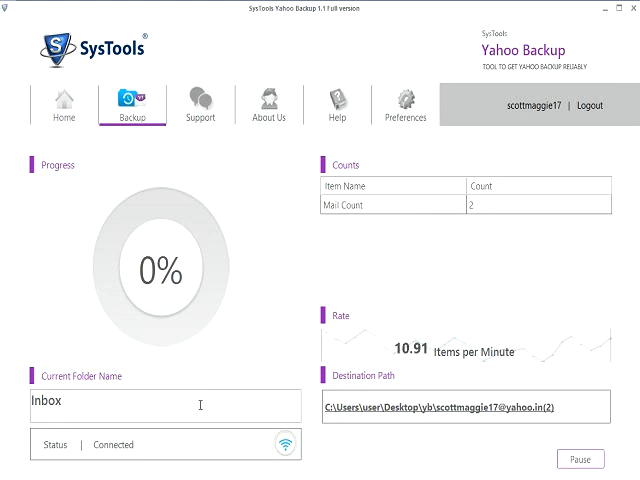 SysTools Yahoo Backup 1.1 Full version
SysTools®
SysTools
Yahoo Backup
TOOL TO GET YAHOO BACKUP RELIABLY
Home
Backup
Support
About Us
Help
Preferences
scottmaggie17 | Logout
Progress
0%
Counts
Item Name Count
Mail Count 2
Rate
10.91 Items per Minute
Current Folder Name
Inbox
Destination Path
C:\Users\user\Desktop\yb\scottmaggie17@yahoo.in(2)
Status | Connected
Pause